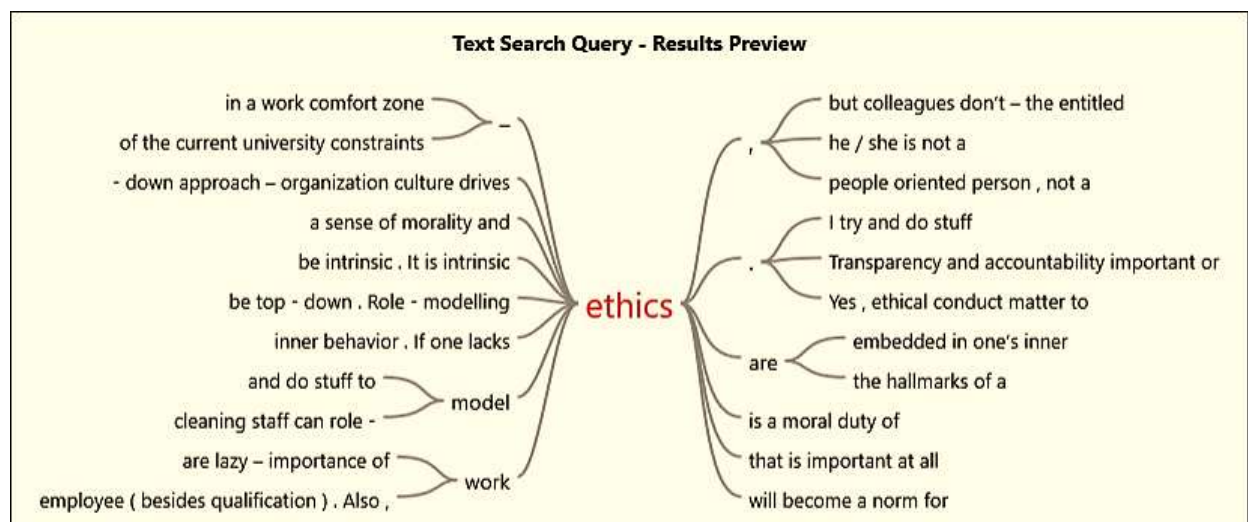 Text Search Query - Results Preview
in a work comfort zone
of the current university constraints
–
- down approach – organization culture drives
a sense of morality and
be intrinsic . It is intrinsic
be top - down . Role - modelling
inner behavior . If one lacks
and do stuff to
cleaning staff can role -
model
are lazy – importance of
employee ( besides qualification ) . Also ,
work
ethics
,
but colleagues don't – the entitled
he / she is not a
people oriented person , not a
.
I try and do stuff
Transparency and accountability important or
Yes , ethical conduct matter to
are
embedded in one's inner
the hallmarks of a
is a moral duty of
that is important at all
will become a norm for